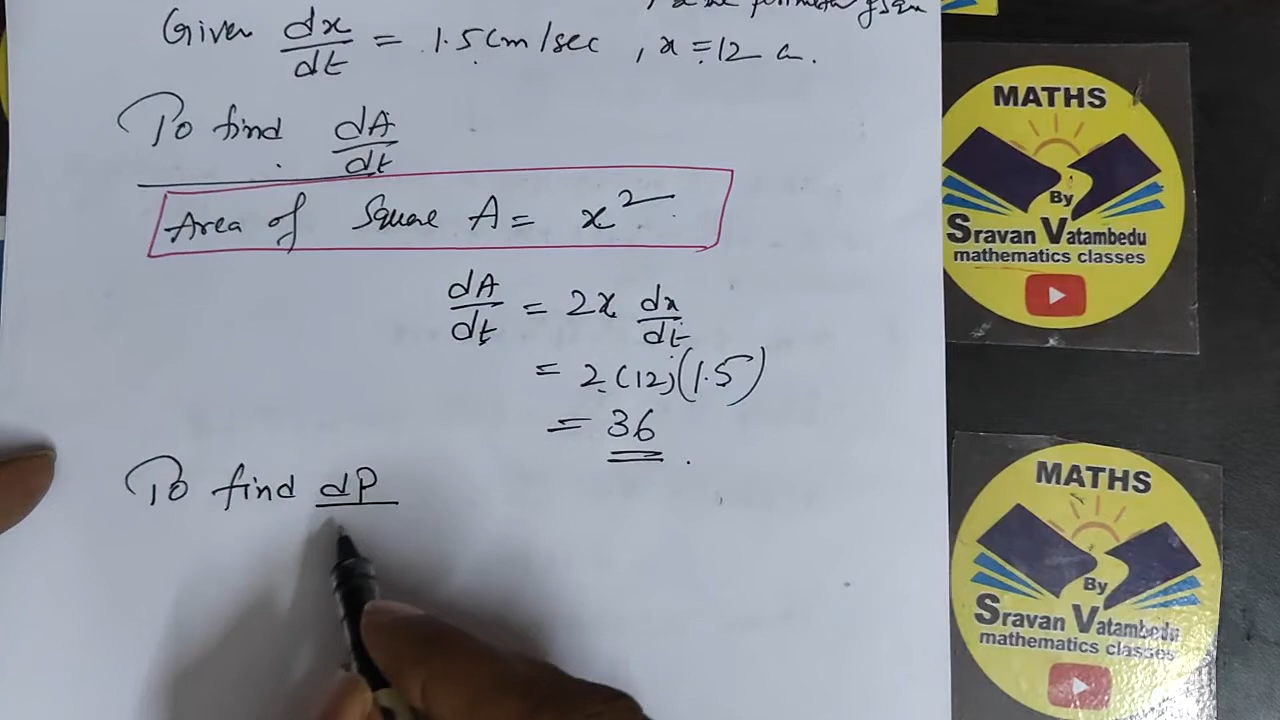 Given dx/dt = 1.5 cm/sec , x = 12 c
To find dA/dt
Area of Square A = x²
dA/dt = 2x dx/dt
= 2 (12)(1.5)
= 36
To find dP
MATHS
By
Sravan Vatambedu
mathematics classes
MATHS
By
Sravan Vatambedu
mathematics classes